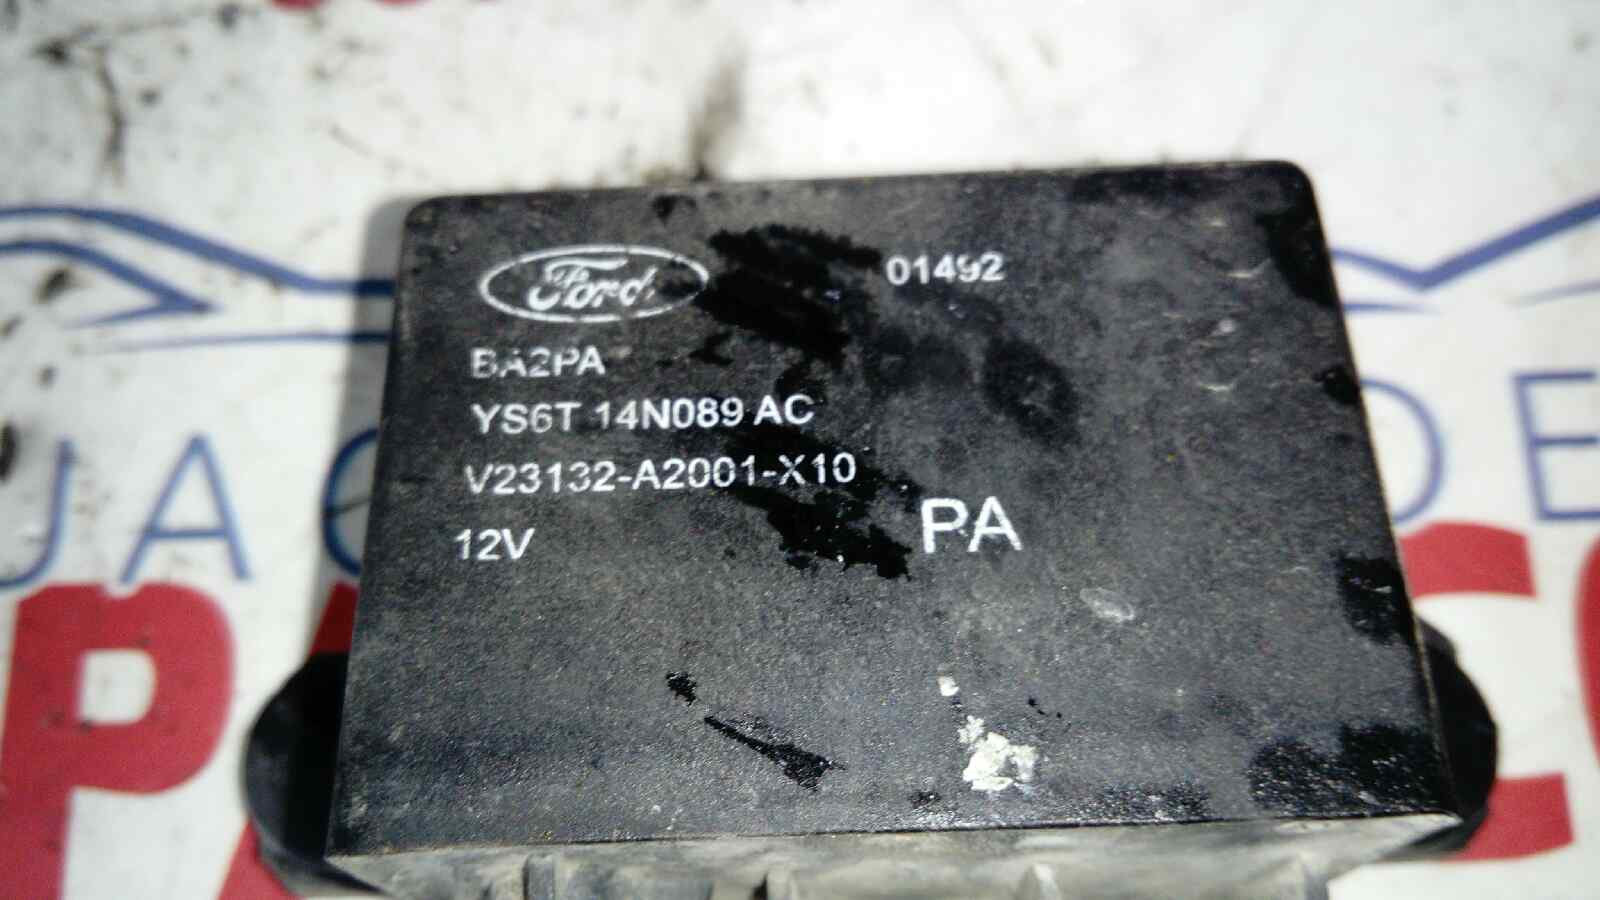 Ford
01492
BA2PA
YS6T 14N089 AC
V23132-A2001-X10
12V
PA